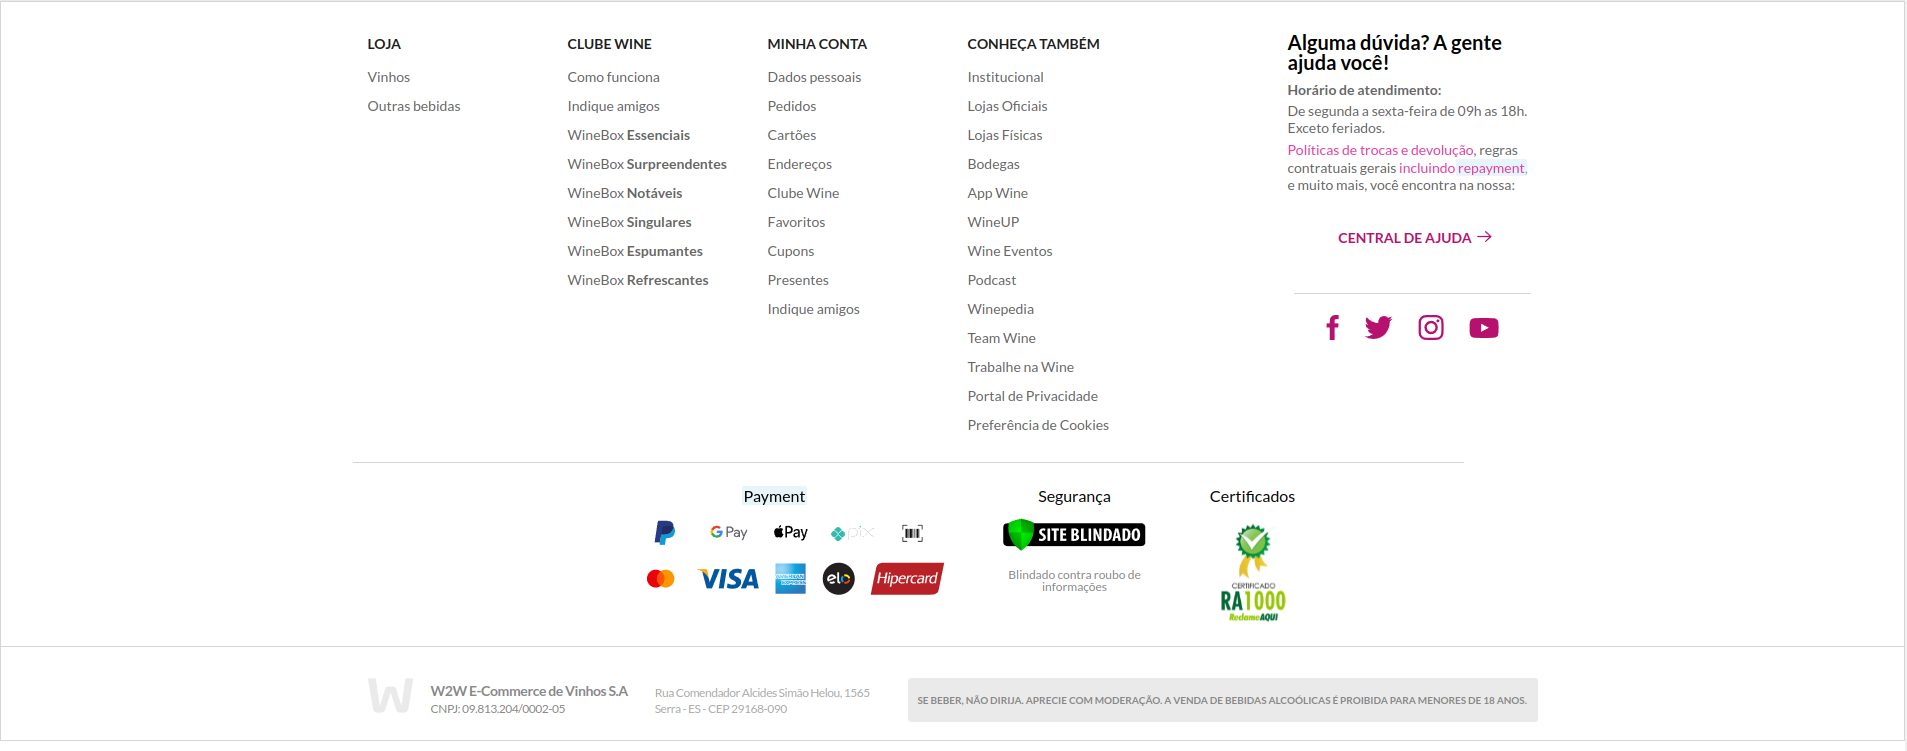 LOJA
Vinhos
Outras bebidas
CLUBE WINE
Como funciona
Indique amigos
WineBox Essenciais
WineBox Surpreendentes
WineBox Notáveis
WineBox Singulares
WineBox Espumantes
WineBox Refrescantes
MINHA CONTA
Dados pessoais
Pedidos
Cartões
Endereços
Clube Wine
Favoritos
Cupons
Presentes
Indique amigos
CONHEÇA TAMBÉM
Institucional
Lojas Oficiais
Lojas Físicas
Bodegas
App Wine
WineUP
Wine Eventos
Podcast
Winepedia
Team Wine
Trabalhe na Wine
Portal de Privacidade
Preferência de Cookies
Alguma dúvida? A gente
ajuda você!
Horário de atendimento:
De segunda a sexta-feira de 09h as 18h.
Exceto feriados.
Políticas de trocas e devolução, regras
contratuais gerais incluindo repayment,
e muito mais, você encontra na nossa:
CENTRAL DE AJUDA
Payment
G Pay
Pay
pix
VISA
AMERICAN EXPRESS
elo
Hipercard
Segurança
SITE BLINDADO
Blindado contra roubo de
informações
Certificados
CERTIFICADO
RA1000
ReclameAQUI
W
W2W E-Commerce de Vinhos S.A
CNPJ: 09.813.204/0002-05
Rua Comendador Alcides Simão Helou, 1565
Serra - ES - CEP 29168-090
SE BEBER, NÃO DIRIJA. APRECIE COM MODERAÇÃO. A VENDA DE BEBIDAS ALCOÓLICAS É PROIBIDA PARA MENORES DE 18 ANOS.